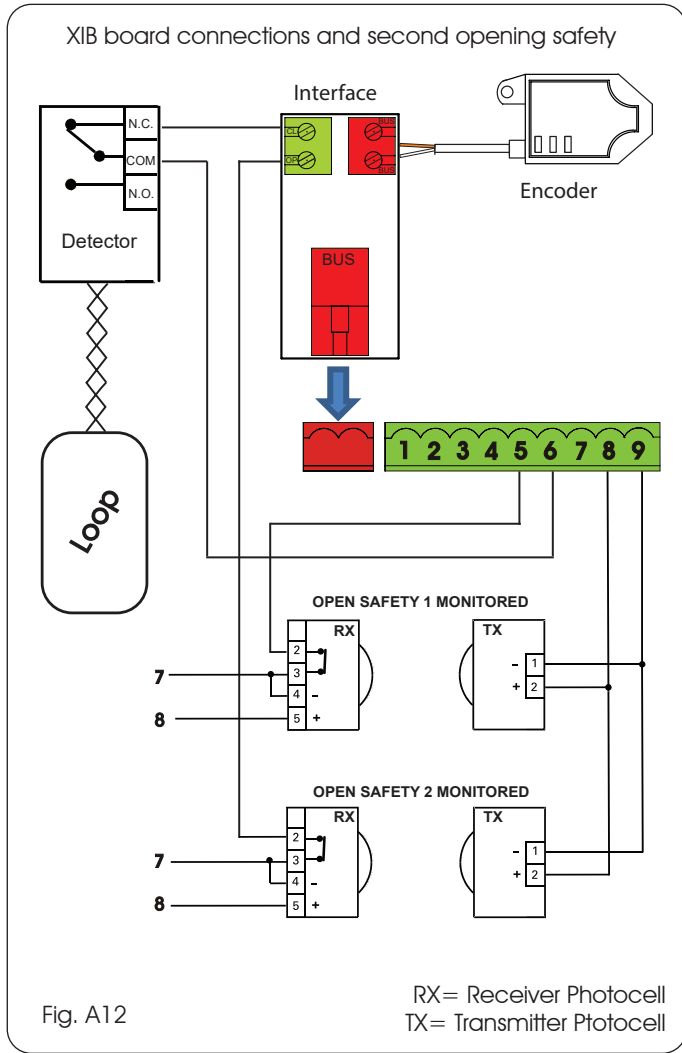 XIB board connections and second opening safety
Interface
N.C.
COM
N.O.
Detector
CL
OP
BUS
BUS
Encoder
BUS
Loop
1 2 3 4 5 6 7 8 9
OPEN SAFETY 1 MONITORED
RX
2
3
4 -
5 +
7
8
TX
- 1
+ 2
OPEN SAFETY 2 MONITORED
RX
2
3
4 -
5 +
7
8
TX
- 1
+ 2
Fig. A12
RX= Receiver Photocell
TX= Transmitter Ptotocell